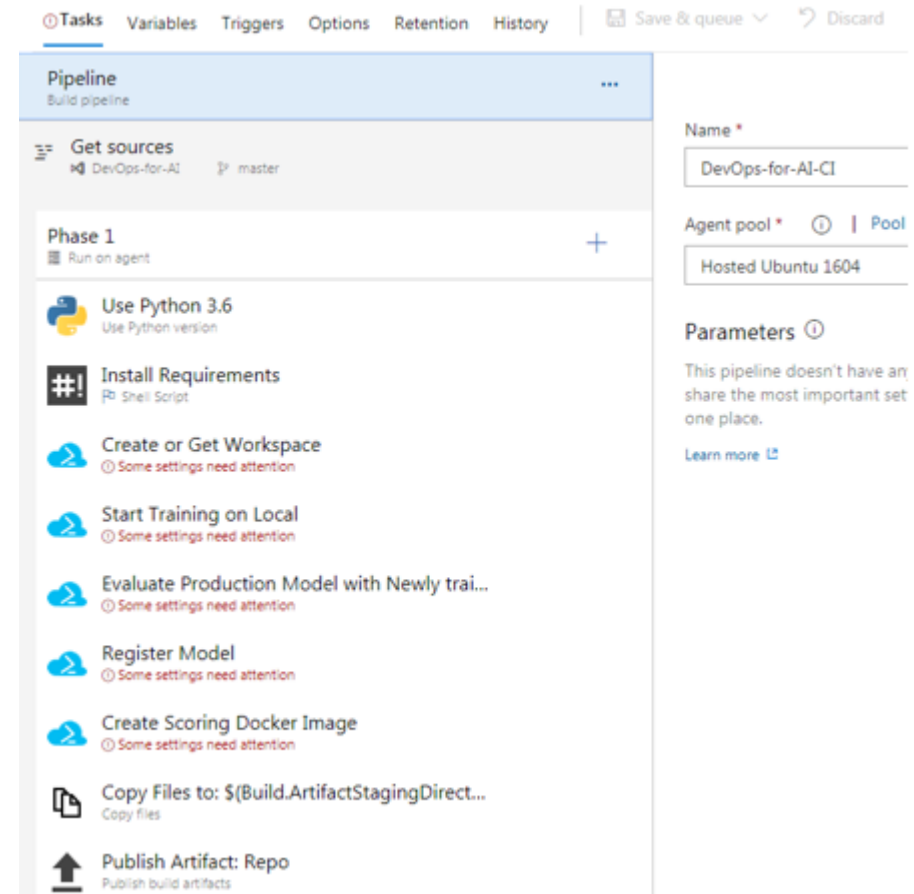 Tasks Variables Triggers Options Retention History Save & queue Discard
Pipeline
Build pipeline
Get sources
DevOps-for-AI master
Phase 1
Run on agent
Use Python 3.6
Use Python version
#!
Install Requirements
Shell Script
Create or Get Workspace
Some settings need attention
Start Training on Local
Some settings need attention
Evaluate Production Model with Newly trai...
Some settings need attention
Register Model
Some settings need attention
Create Scoring Docker Image
Some settings need attention
Copy Files to: $(Build.ArtifactStagingDirect...
Copy files
Publish Artifact: Repo
Publish build artifacts
Name *
DevOps-for-AI-CI
Agent pool * | Pool
Hosted Ubuntu 1604
Parameters
This pipeline doesn't have an
share the most important set
one place.
Learn more